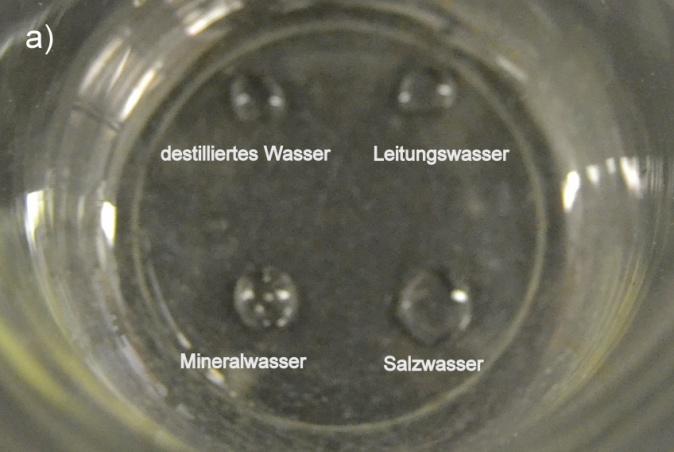 a)
destilliertes Wasser
Leitungswasser
Mineralwasser
Salzwasser